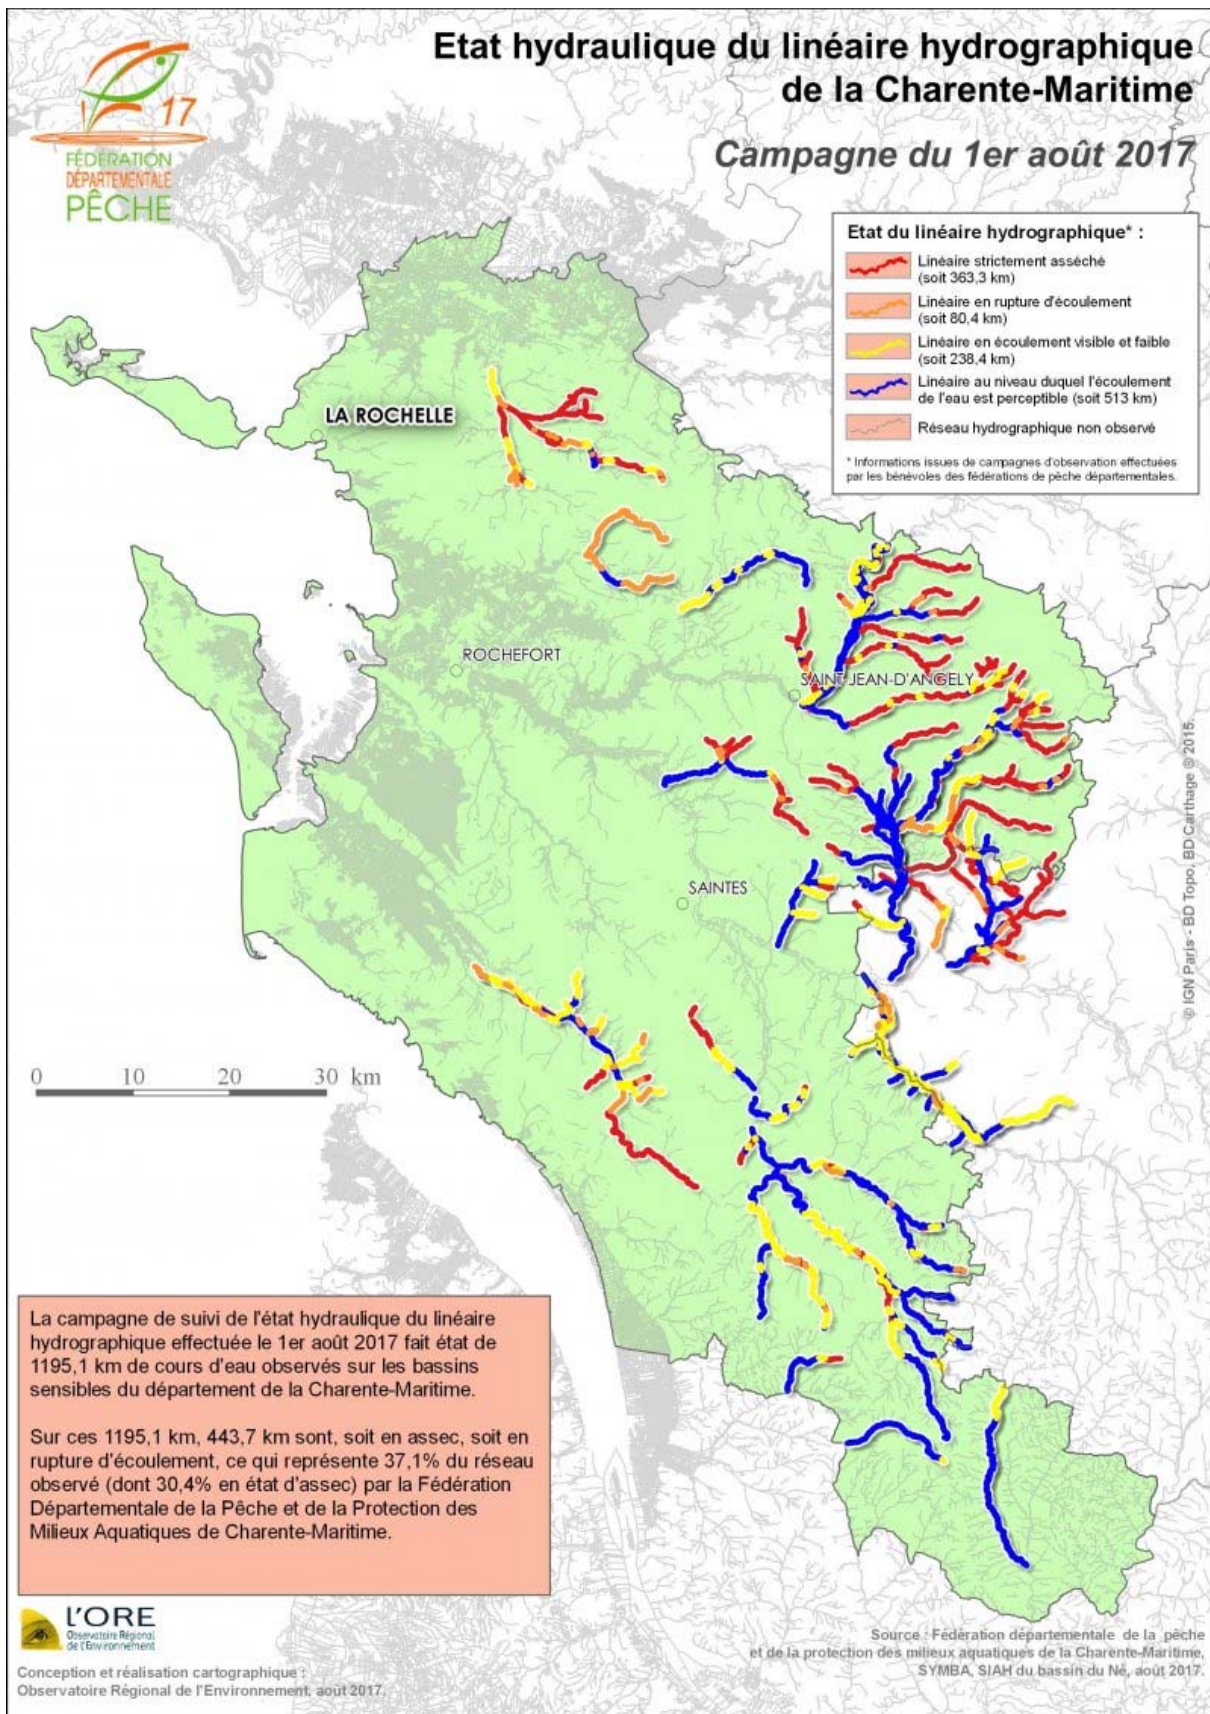 Etat hydraulique du linéaire hydrographique
de la Charente-Maritime
Campagne du 1er août 2017
17
FÉDÉRATION
DÉPARTEMENTALE
PÊCHE
Etat du linéaire hydrographique* :
Linéaire strictement asséché
(soit 363,3 km)
Linéaire en rupture d'écoulement
(soit 80,4 km)
Linéaire en écoulement visible et faible
(soit 238,4 km)
Linéaire au niveau duquel l'écoulement
de l'eau est perceptible (soit 513 km)
Réseau hydrographique non observé
* Informations issues de campagnes d'observation effectuées
par les bénévoles des fédérations de pêche départementales.
LA ROCHELLE
ROCHEFORT
SAINT-JEAN-D'ANGELY
SAINTES
© IGN Paris - BD Topo, BD Carthage ® 2015.
0 10 20 30 km
La campagne de suivi de l'état hydraulique du linéaire
hydrographique effectuée le 1er août 2017 fait état de
1195,1 km de cours d'eau observés sur les bassins
sensibles du département de la Charente-Maritime.
Sur ces 1195,1 km, 443,7 km sont, soit en assec, soit en
rupture d'écoulement, ce qui représente 37,1% du réseau
observé (dont 30,4% en état d'assec) par la Fédération
Départementale de la Pêche et de la Protection des
Milieux Aquatiques de Charente-Maritime.
L'ORE
Observatoire Régional
de l'Environnement
Conception et réalisation cartographique :
Observatoire Régional de l'Environnement, août 2017.
Source : Fédération départementale de la pêche
et de la protection des milieux aquatiques de la Charente-Maritime,
SYMBA, SIAH du bassin du Né, août 2017.